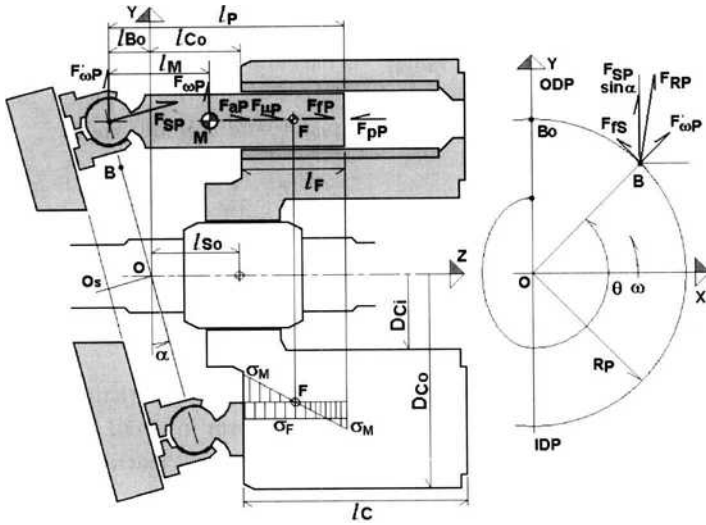 Y
lP
lBo
lCo
lM
F'ωP
FωP
FSP
FaP
FμP
FfP
FpP
M
F
B
lF
lSo
O
Os
Z
α
DCi
DCo
σM
F
σF
σM
lC
Y
ODP
FSP sinα
FRP
Bo
FfS
F'ωP
B
O
θ
ω
X
RP
IDP